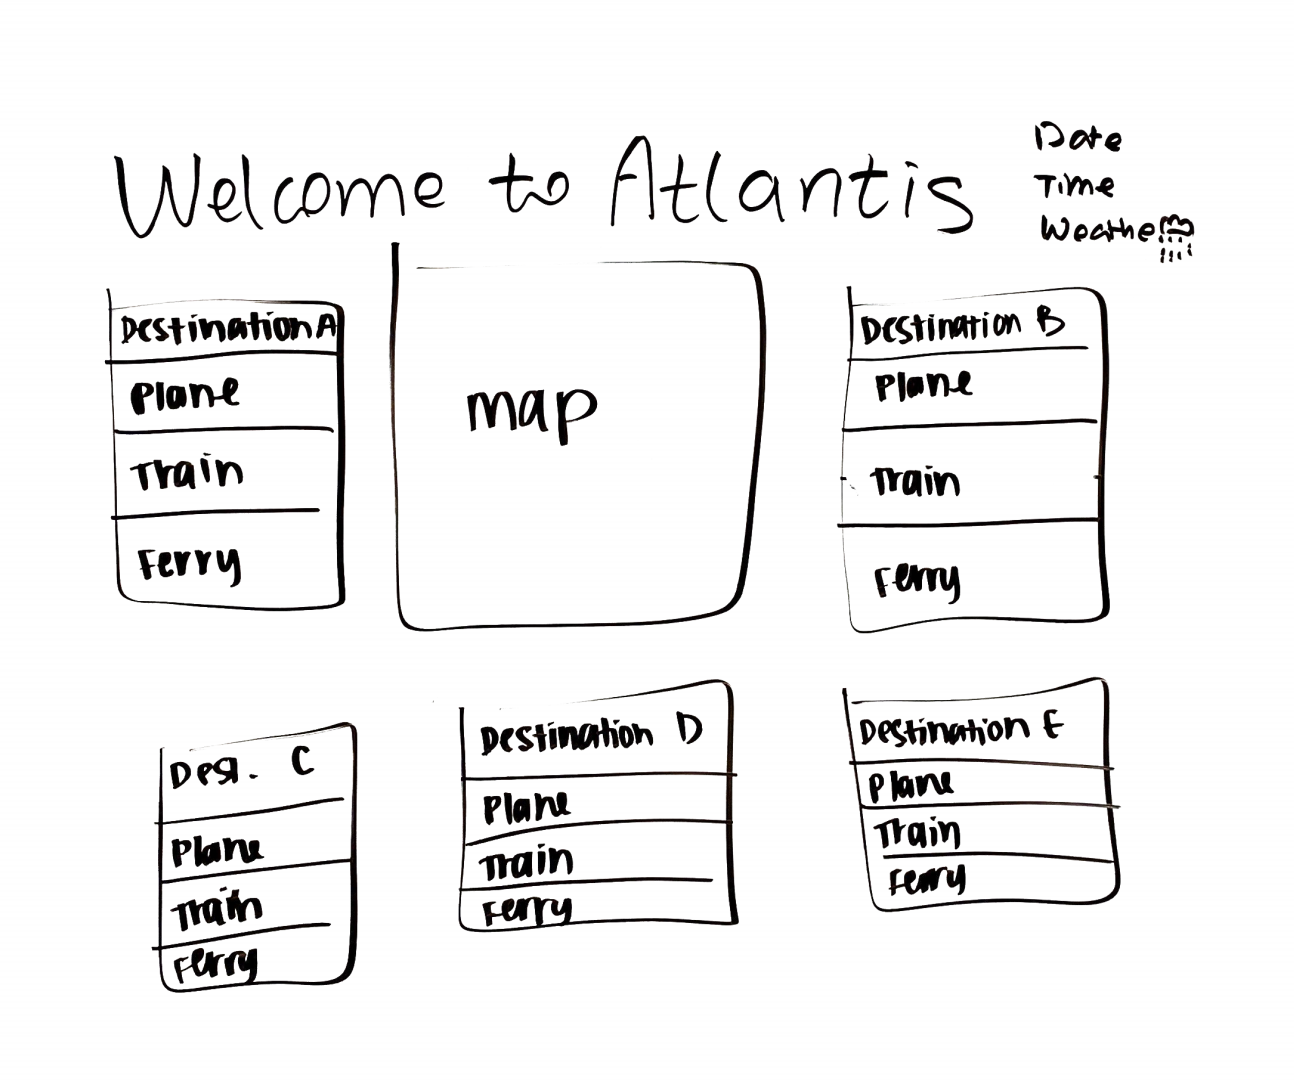 Welcome to Atlantis
Date
Time
Weather
Destination A
Plane
Train
Ferry
map
Destination B
Plane
Train
Ferry
Dest. C
Plane
Train
Ferry
Destination D
Plane
Train
Ferry
Destination E
Plane
Train
Ferry